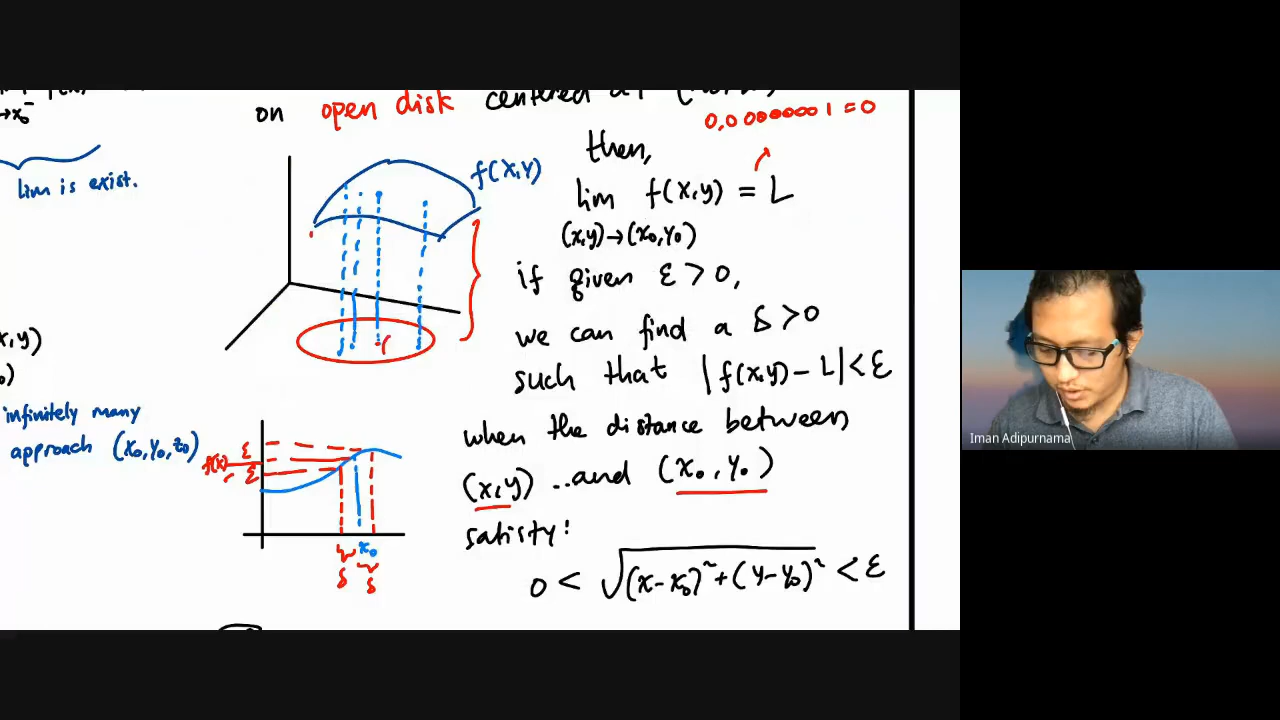 on open disk centered at
0,000000001 = 0
then,
lim f(x,y) = L
(x,y)→(x₀,y₀)
if given ε > 0,
we can find a δ > 0
such that |f(x,y) - L| < ε
when the distance between
(x,y) ..and (x₀, y₀)
satisfy:
0 < √(x-x₀)²+(y-y₀)² < ε
→x₀⁻
lim is exist.
f(x,y)
x,y)
infinitely many
approach (x₀,y₀,z₀)
ε
f(x)
ε
x₀
δ δ
Iman Adipurnama